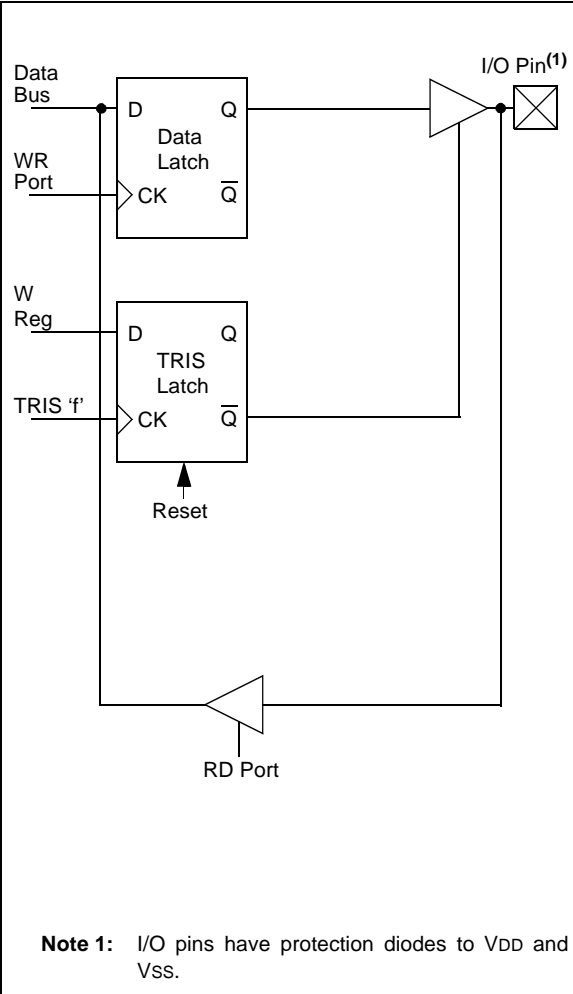 I/O Pin(1)
Data
Bus
D
Q
Data
Latch
WR
Port
CK
Q̅
W
Reg
D
Q
TRIS
Latch
TRIS ‘f’
CK
Q̅
Reset
RD Port
Note 1: I/O pins have protection diodes to VDD and
VSS.